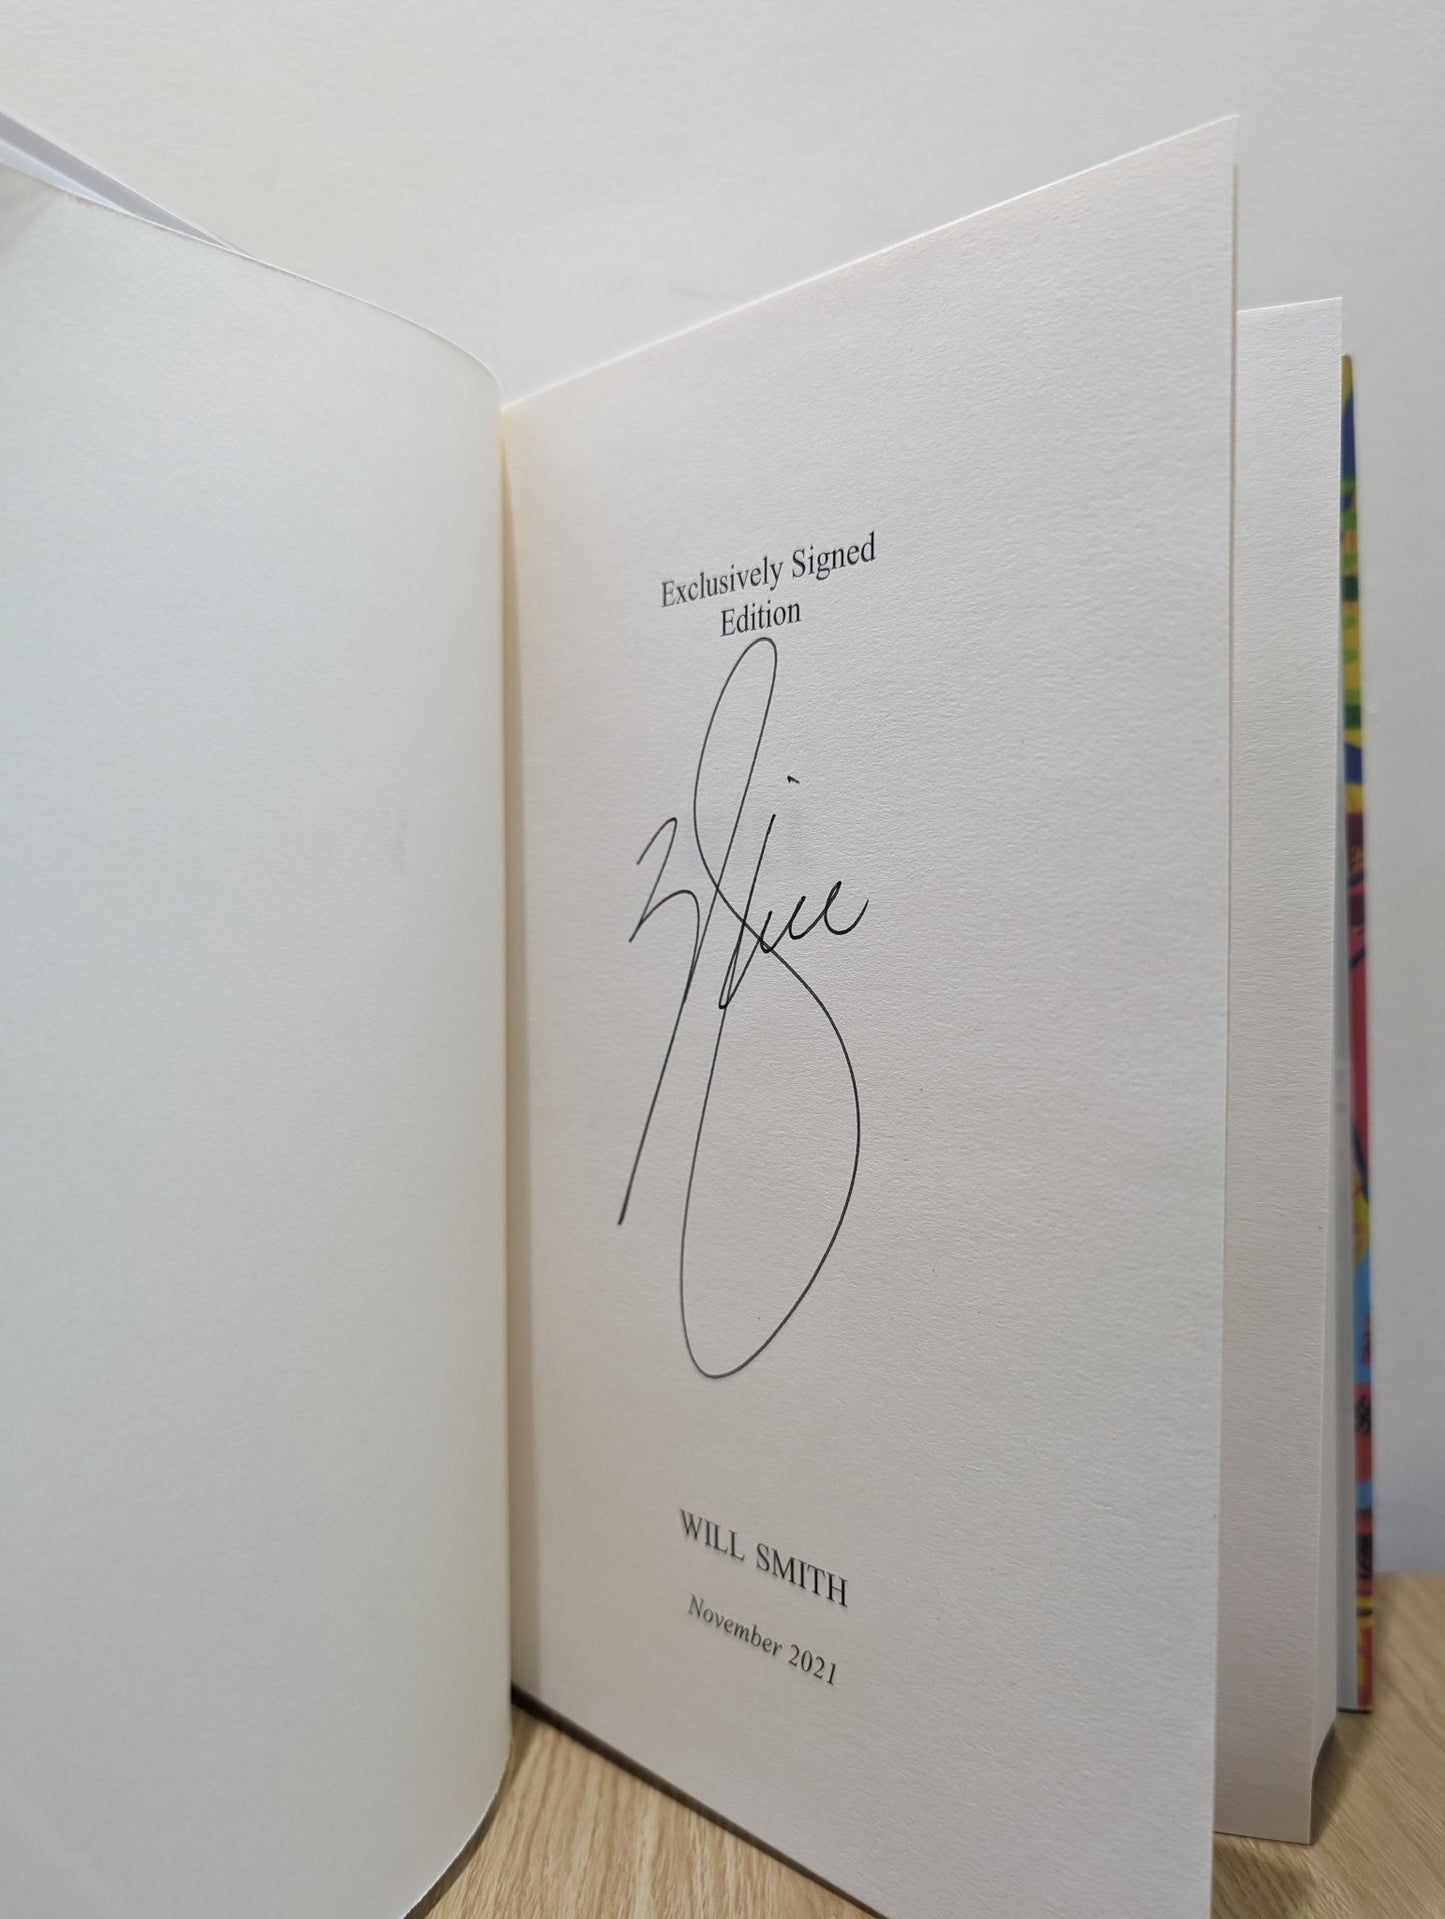 Exclusively Signed
Edition
WILL SMITH
November 2021